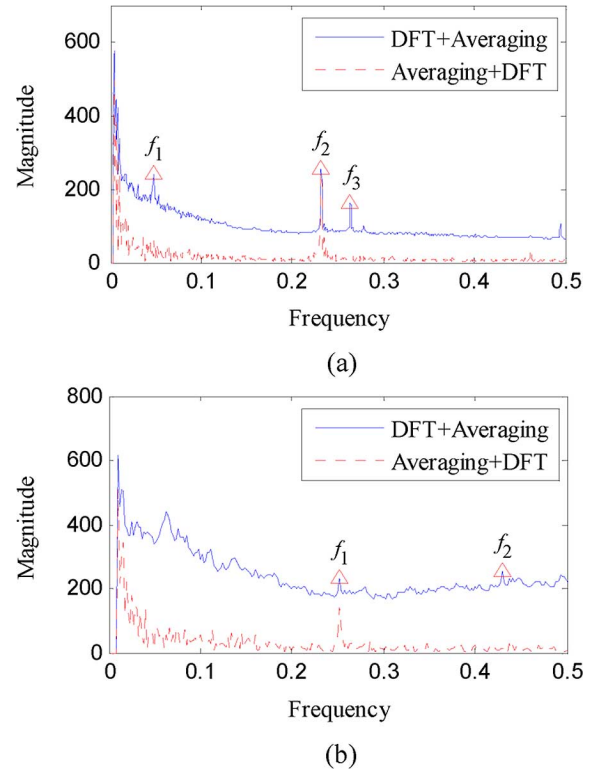 600
400
200
0
Magnitude
DFT+Averaging
Averaging+DFT
f1
f2
f3
0 0.1 0.2 0.3 0.4 0.5
Frequency
(a)
800
600
400
200
0
Magnitude
DFT+Averaging
Averaging+DFT
f1
f2
0 0.1 0.2 0.3 0.4 0.5
Frequency
(b)